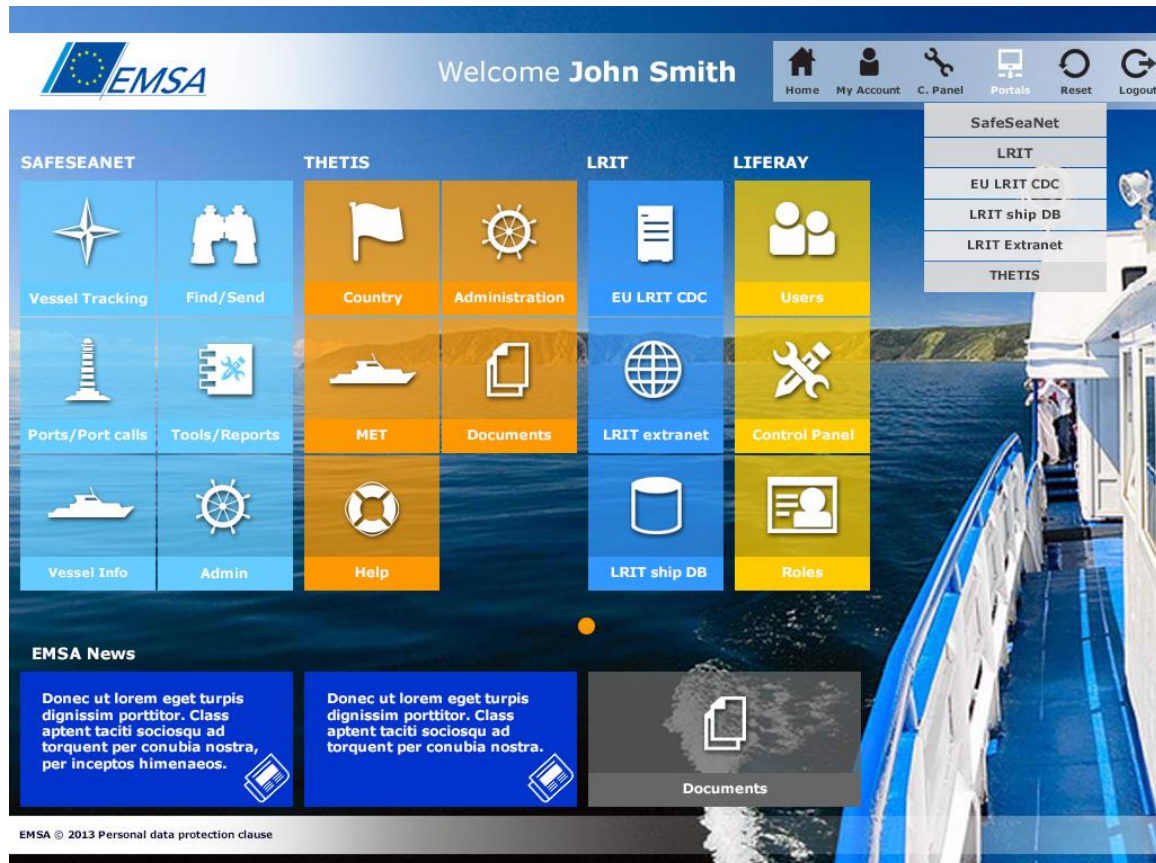 EMSA
Welcome John Smith
Home
My Account
C. Panel
Portals
Reset
Logout
SafeSeaNet
LRIT
EU LRIT CDC
LRIT ship DB
LRIT Extranet
THETIS
SAFESEANET
THETIS
LRIT
LIFERAY
Vessel Tracking
Find/Send
Country
Administration
EU LRIT CDC
Users
Ports/Port calls
Tools/Reports
MET
Documents
LRIT extranet
Control Panel
Vessel Info
Admin
Help
LRIT ship DB
Roles
EMSA News
Donec ut lorem eget turpis
dignissim porttitor. Class
aptent taciti sociosqu ad
torquent per conubia nostra,
per inceptos himenaeos.
Donec ut lorem eget turpis
dignissim porttitor. Class
aptent taciti sociosqu ad
torquent per conubia nostra.
Documents
EMSA © 2013 Personal data protection clause